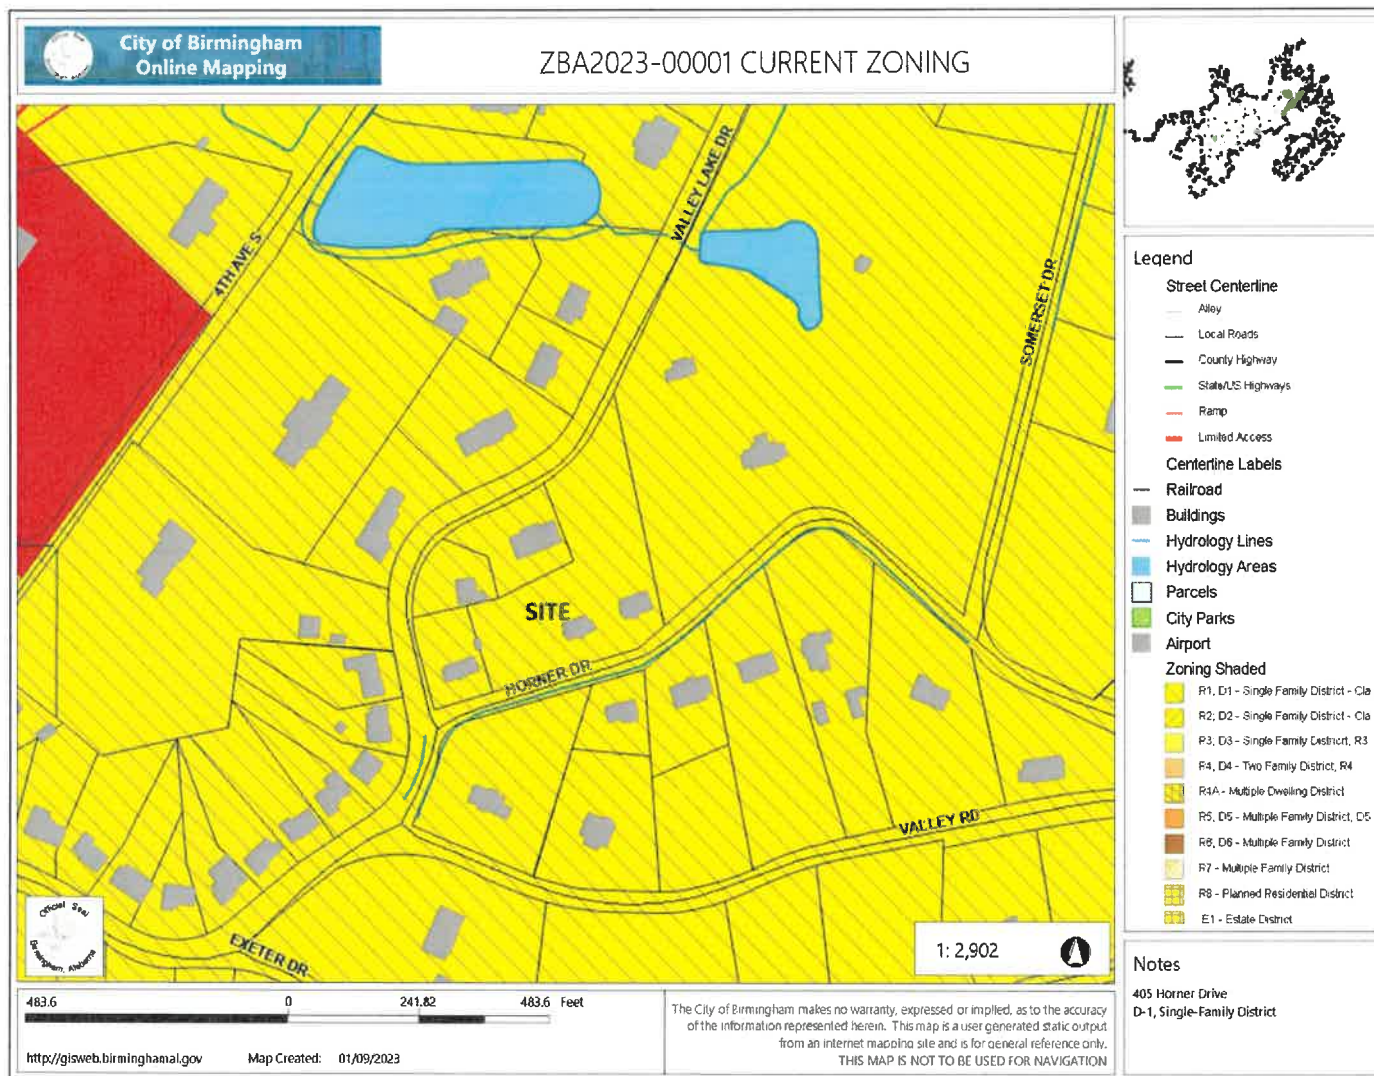 City of Birmingham
Online Mapping
ZBA2023-00001 CURRENT ZONING
4TH AVE S
VALLEY LAKE DR
SOMERSET DR
SITE
HORNER DR
VALLEY RD
EXETER DR
Official Seal
Birmingham, Alabama
1: 2,902
Legend
Street Centerline
Alley
Local Roads
County Highway
State/US Highways
Ramp
Limited Access
Centerline Labels
Railroad
Buildings
Hydrology Lines
Hydrology Areas
Parcels
City Parks
Airport
Zoning Shaded
R1, D1 - Single Family District - Cla
R2, D2 - Single Family District - Cla
R3, D3 - Single Family District, R3
R4, D4 - Two Family District, R4
R4A - Multiple Dwelling District
R5, D5 - Multiple Family District, D5
R6, D6 - Multiple Family District
R7 - Multiple Family District
R8 - Planned Residential District
E1 - Estate District
Notes
405 Horner Drive
D-1, Single-Family District
483.6 0 241.82 483.6 Feet
http://gisweb.birminghamal.gov Map Created: 01/09/2023
The City of Birmingham makes no warranty, expressed or implied, as to the accuracy
of the information represented herein. This map is a user generated static output
from an internet mapping site and is for general reference only.
THIS MAP IS NOT TO BE USED FOR NAVIGATION